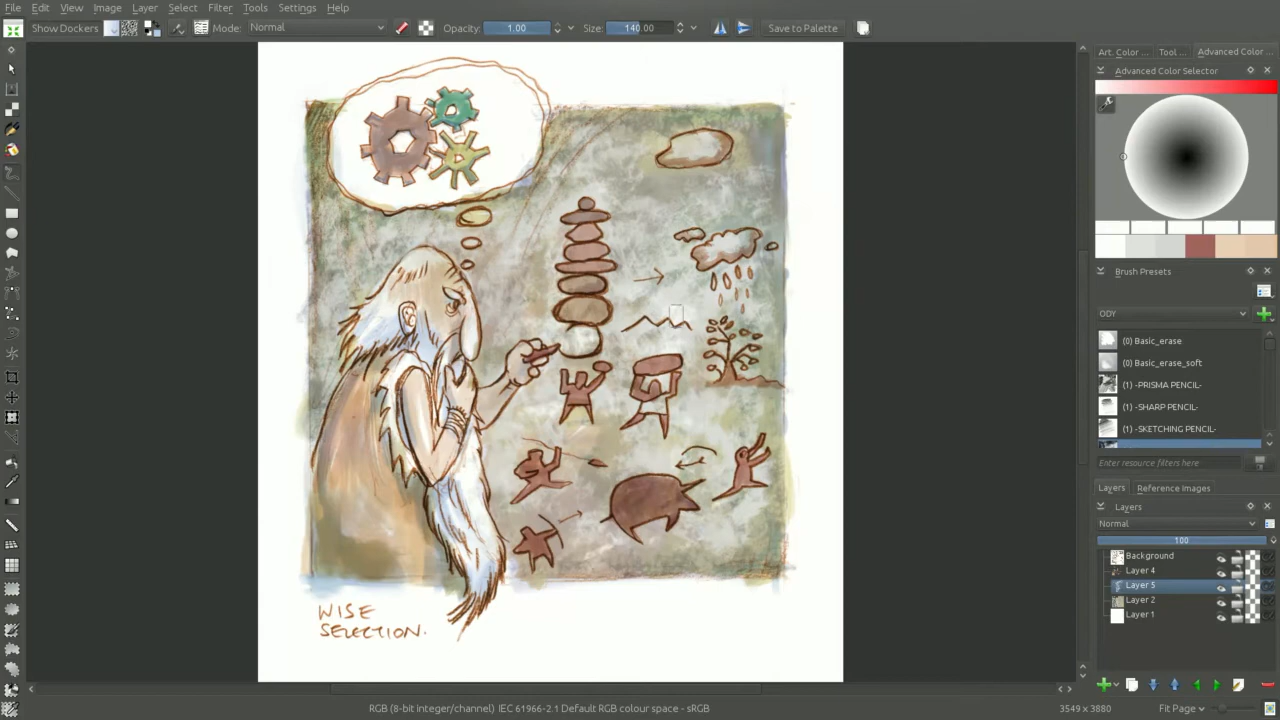 File Edit View Image Layer Select Filter Tools Settings Help
Show Dockers Mode: Normal Opacity: 1.00 Size: 140.00 Save to Palette
Art. Color ... Tool ... Advanced Color ...
Advanced Color Selector
Brush Presets
ODY
(0) Basic_erase
(0) Basic_erase_soft
(1) -PRISMA PENCIL-
(1) -SHARP PENCIL-
(1) -SKETCHING PENCIL-
Enter resource filters here
Layers Reference images
Layers
Normal
100
Background
Layer 4
Layer 5
Layer 2
Layer 1
WISE
SELECTION.
RGB (8-bit integer/channel) IEC 61966-2.1 Default RGB colour space - sRGB
3549 x 3880 Fit Page